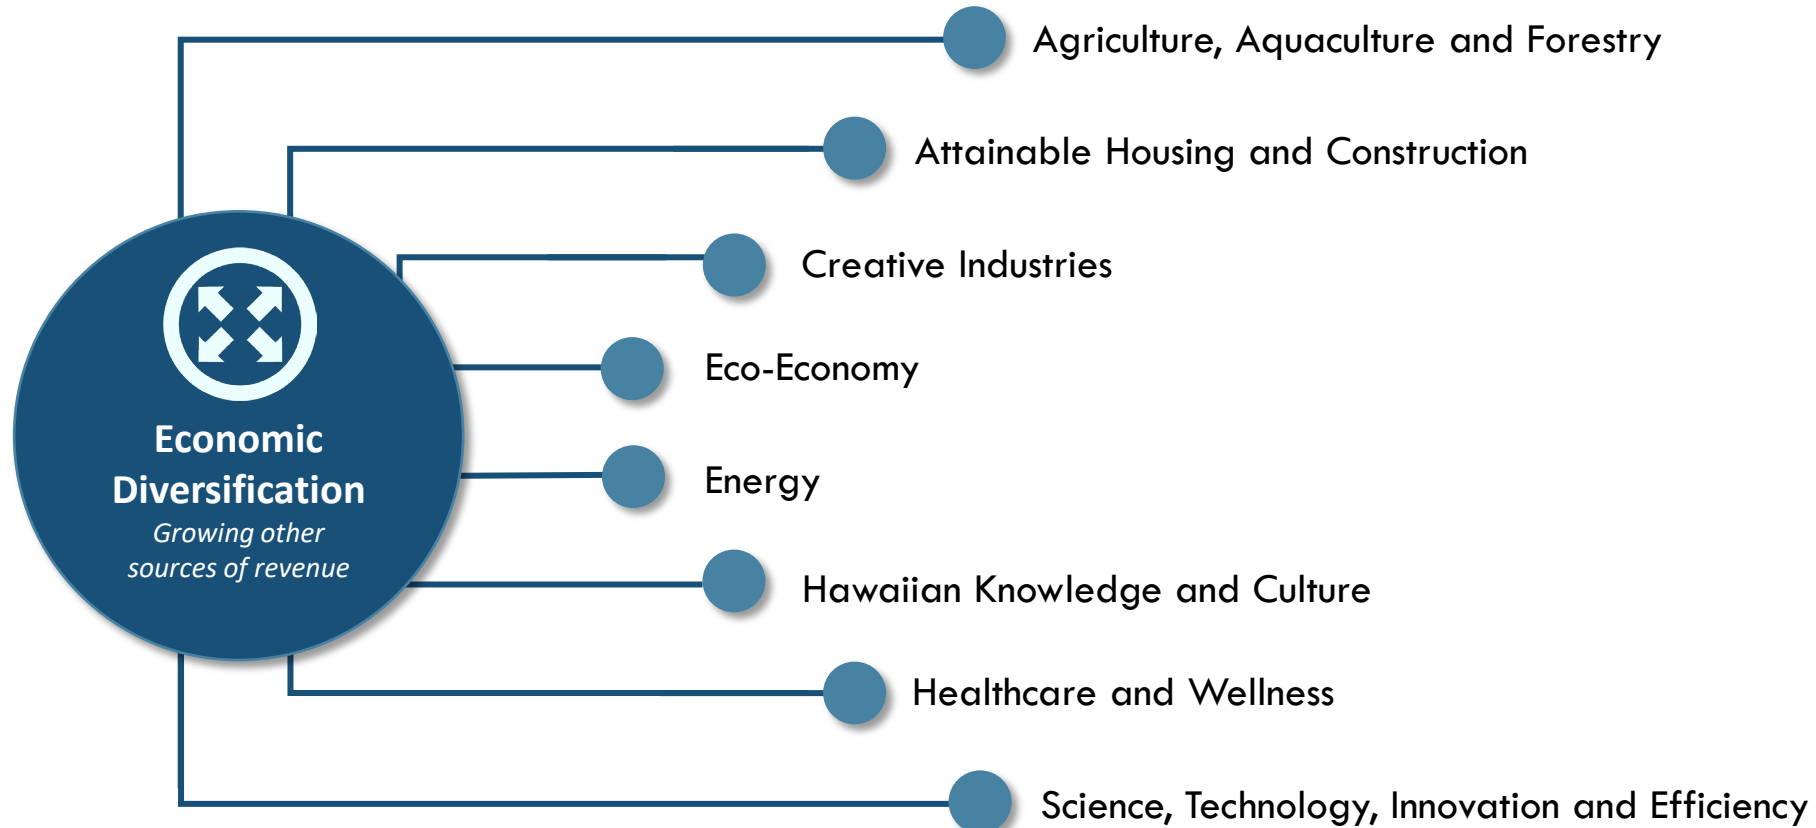 Agriculture, Aquaculture and Forestry
Attainable Housing and Construction
Creative Industries
Eco-Economy
Economic
Diversification
Growing other
sources of revenue
Energy
Hawaiian Knowledge and Culture
Healthcare and Wellness
Science, Technology, Innovation and Efficiency